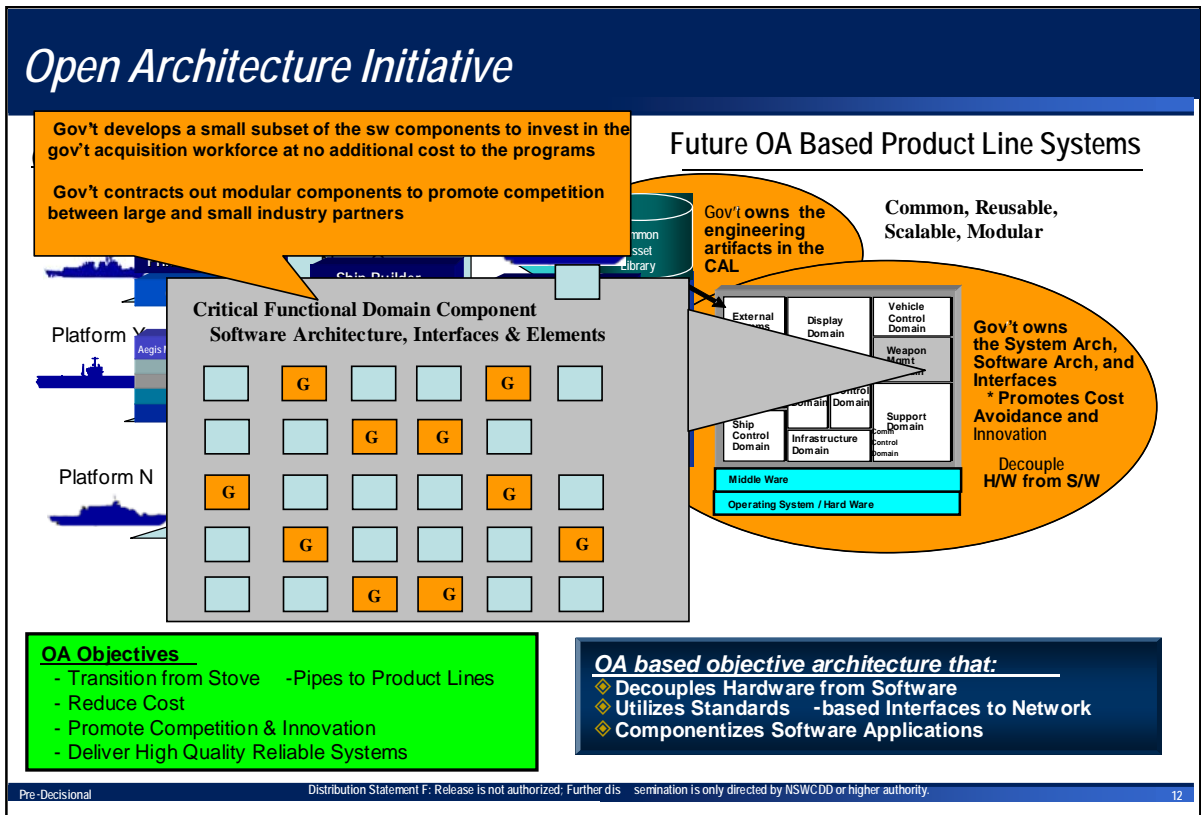 Open Architecture Initiative
Gov't develops a small subset of the sw components to invest in the
gov't acquisition workforce at no additional cost to the programs
Gov't contracts out modular components to promote competition
between large and small industry partners
Future OA Based Product Line Systems
Common, Reusable,
Scalable, Modular
Gov't owns the
engineering
artifacts in the
CAL
Library
Ship Builder
Critical Functional Domain Component
Software Architecture, Interfaces & Elements
G G
G G
G G
G G
G G
Platform
Aegis
Platform N
External
Display
Domain
Vehicle
Control
Domain
Weapon
Mgmt
Domain
Support
Domain
Ship
Control
Domain
Infrastructure
Domain
Comm
Control
Domain
Middle Ware
Operating System / Hard Ware
Gov't owns
the System Arch,
Software Arch, and
Interfaces
* Promotes Cost
Avoidance and
Innovation
Decouple
H/W from S/W
OA Objectives
- Transition from Stove -Pipes to Product Lines
- Reduce Cost
- Promote Competition & Innovation
- Deliver High Quality Reliable Systems
OA based objective architecture that:
Decouples Hardware from Software
Utilizes Standards -based Interfaces to Network
Componentizes Software Applications
Pre-Decisional
Distribution Statement F: Release is not authorized; Further dis semination is only directed by NSWCDD or higher authority.
12